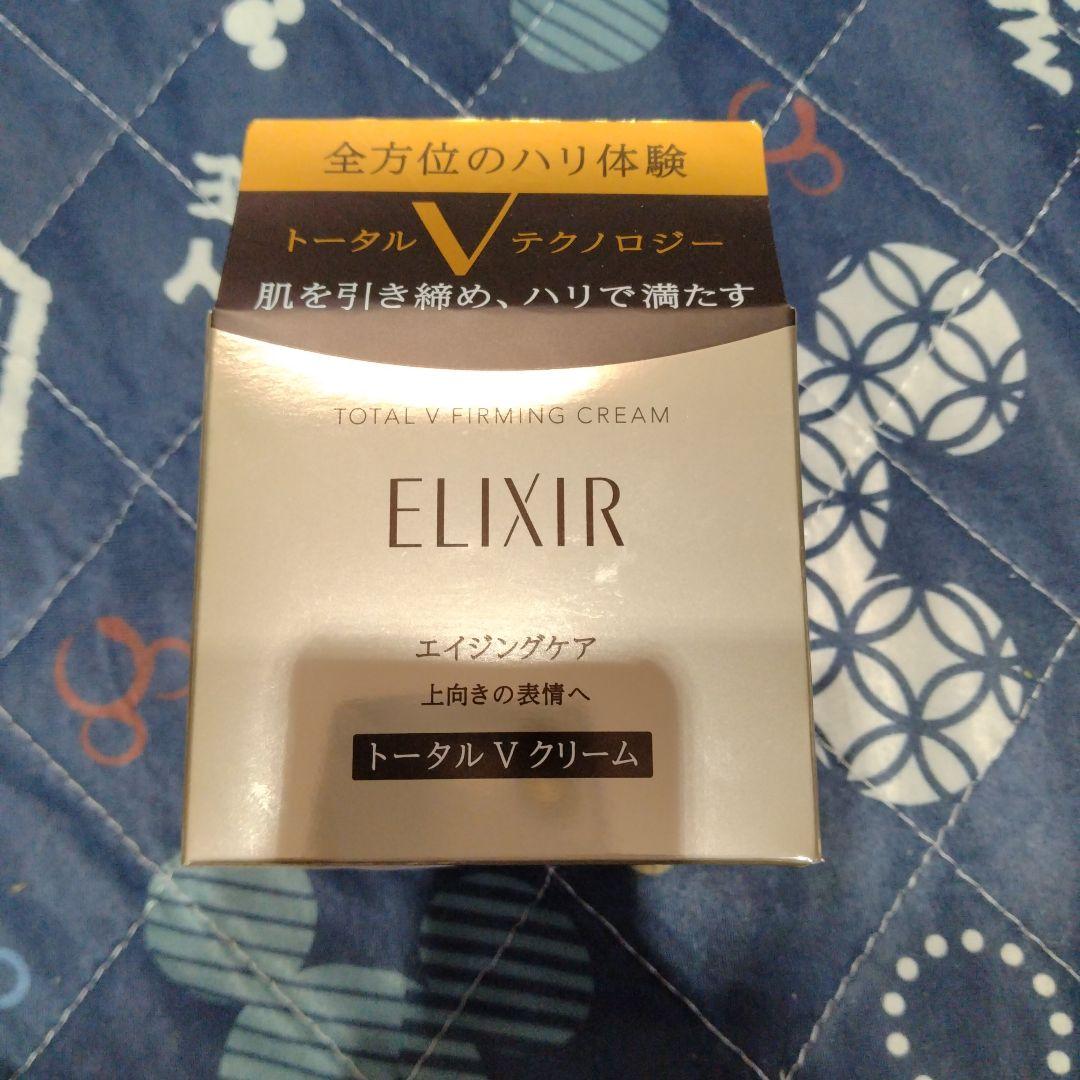 全方位のハリ体験
トータルVテクノロジー
肌を引き締め、ハリで満たす
TOTAL V FIRMING CREAM
ELIXIR
エイジングケア
上向きの表情へ
トータル V クリーム